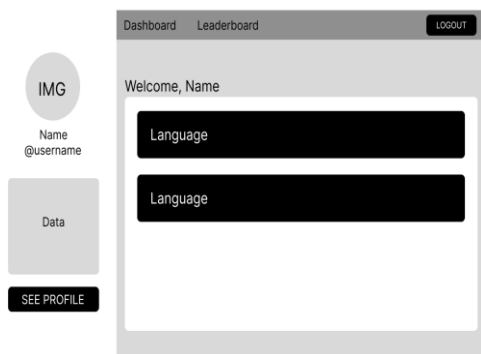 Dashboard Leaderboard LOGOUT
IMG
Name
@username
Data
SEE PROFILE
Welcome, Name
Language
Language